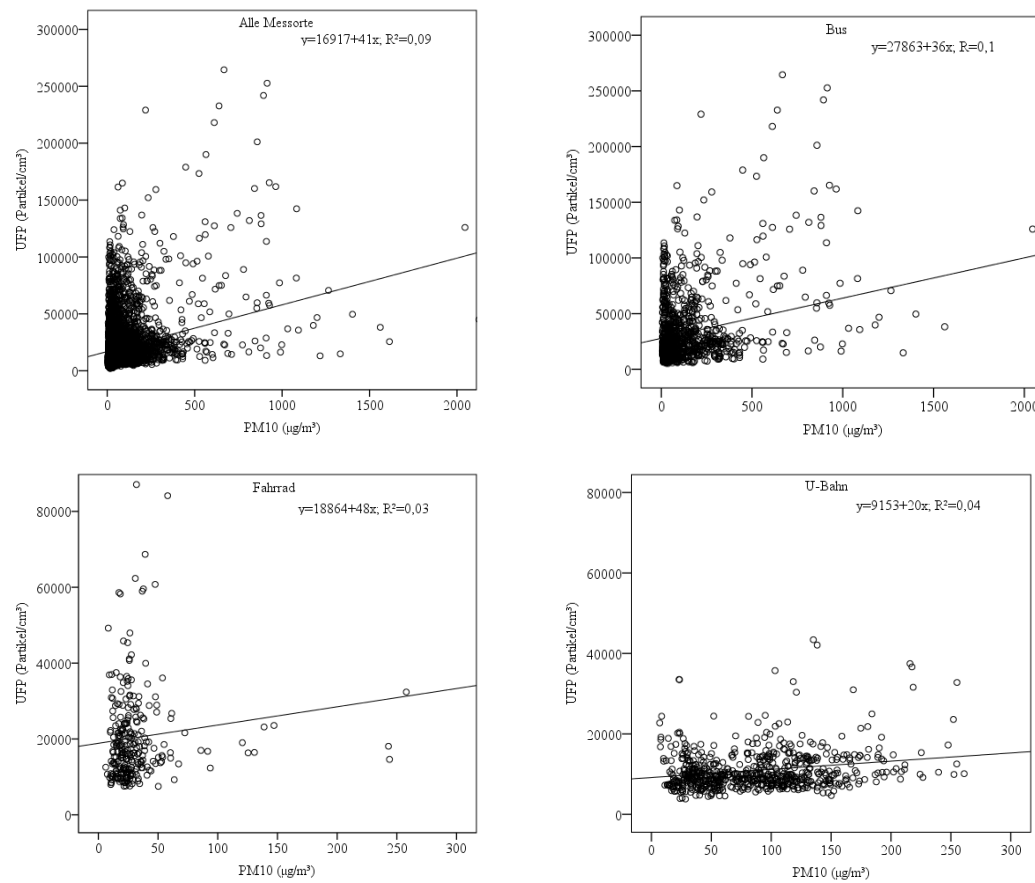 Alle Messorte
y=16917+41x; R²=0,09
300000
250000
200000
150000
100000
50000
0
UFP (Partikel/cm³)
0 500 1000 1500 2000
PM10 (µg/m³)
Bus
y=27863+36x; R=0,1
300000
250000
200000
150000
100000
50000
0
UFP (Partikel/cm³)
0 500 1000 1500 2000
PM10 (µg/m³)
Fahrrad
y=18864+48x; R²=0,03
80000
60000
40000
20000
0
UFP (Partikel/cm³)
0 50 100 150 200 250 300
PM10 (µg/m³)
U-Bahn
y=9153+20x; R²=0,04
80000
60000
40000
20000
0
UFP (Partikel/cm³)
0 50 100 150 200 250 300
PM10 (µg/m³)